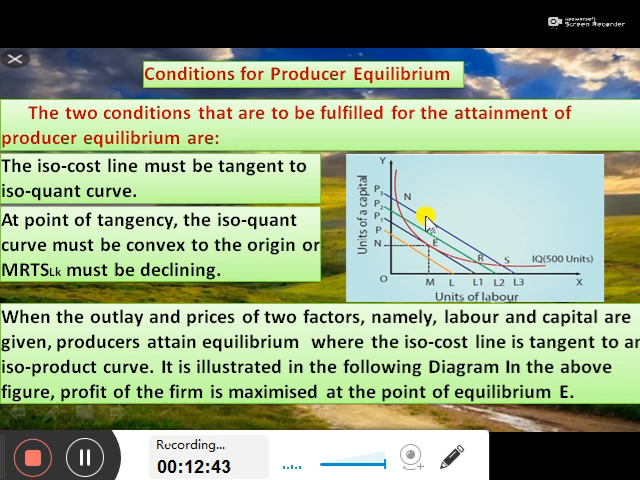 Apowersoft
Screen Recorder
Conditions for Producer Equilibrium
The two conditions that are to be fulfilled for the attainment of
producer equilibrium are:
The iso-cost line must be tangent to
iso-quant curve.
At point of tangency, the iso-quant
curve must be convex to the origin or
MRTSLk must be declining.
Y
Units of a capital
P3
N
P2
P1
P
N
E
R
S
IQ(500 Units)
O
M
L
L1
L2
L3
X
Units of labour
When the outlay and prices of two factors, namely, labour and capital are
given, producers attain equilibrium where the iso-cost line is tangent to an
iso-product curve. It is illustrated in the following Diagram In the above
figure, profit of the firm is maximised at the point of equilibrium E.
Recording...
00:12:43